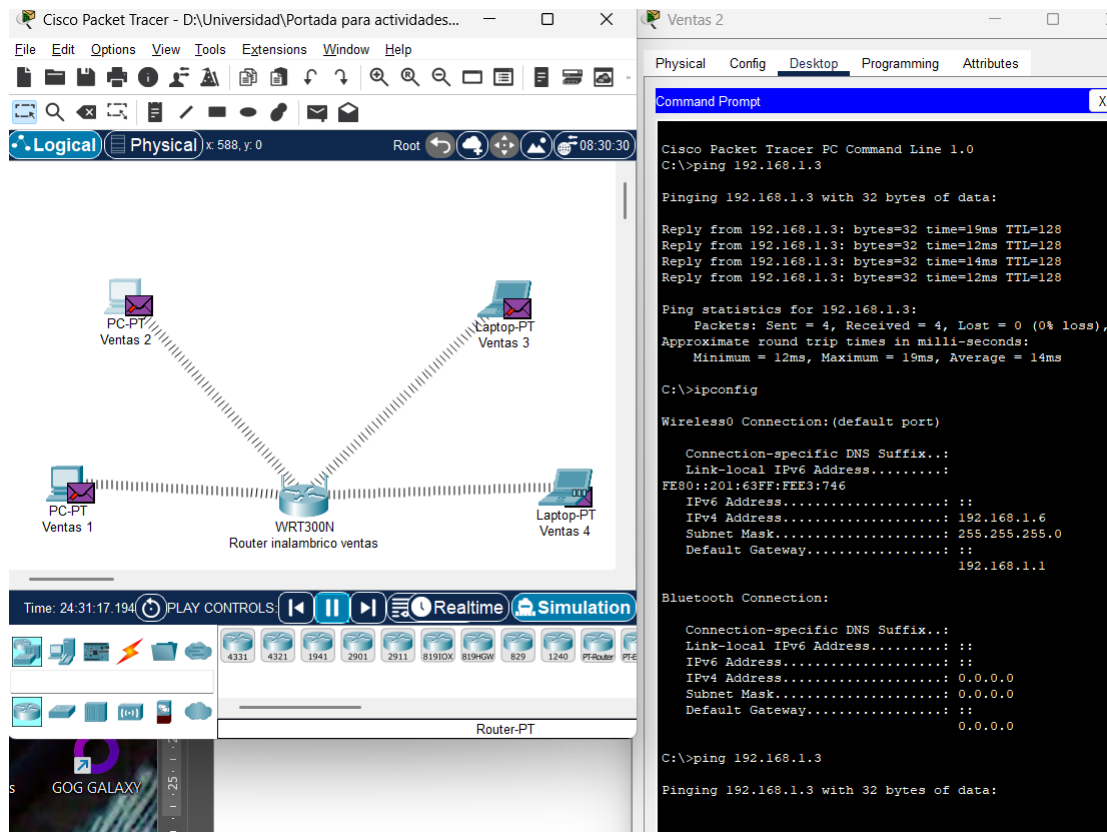 Cisco Packet Tracer - D:\Universidad\Portada para actividades...
File Edit Options View Tools Extensions Window Help
Logical
Physical
x: 588, y: 0
Root
08:30:30
PC-PT
Ventas 2
Laptop-PT
Ventas 3
PC-PT
Ventas 1
WRT300N
Router inalambrico ventas
Laptop-PT
Ventas 4
Time: 24:31:17.194
PLAY CONTROLS:
Realtime
Simulation
4331 4321 1941 2901 2911 819IOX 819HGW 829 1240 PT-Router PT-E
Router-PT
GOG GALAXY
s
25
Ventas 2
Physical Config Desktop Programming Attributes
Command Prompt
X
Cisco Packet Tracer PC Command Line 1.0
C:\>ping 192.168.1.3
Pinging 192.168.1.3 with 32 bytes of data:
Reply from 192.168.1.3: bytes=32 time=19ms TTL=128
Reply from 192.168.1.3: bytes=32 time=12ms TTL=128
Reply from 192.168.1.3: bytes=32 time=14ms TTL=128
Reply from 192.168.1.3: bytes=32 time=12ms TTL=128
Ping statistics for 192.168.1.3:
Packets: Sent = 4, Received = 4, Lost = 0 (0% loss),
Approximate round trip times in milli-seconds:
Minimum = 12ms, Maximum = 19ms, Average = 14ms
C:\>ipconfig
Wireless0 Connection:(default port)
Connection-specific DNS Suffix..:
Link-local IPv6 Address.........:
FE80::201:63FF:FEE3:746
IPv6 Address....................: ::
IPv4 Address....................: 192.168.1.6
Subnet Mask.....................: 255.255.255.0
Default Gateway.................: ::
192.168.1.1
Bluetooth Connection:
Connection-specific DNS Suffix..:
Link-local IPv6 Address.........: ::
IPv6 Address....................: ::
IPv4 Address....................: 0.0.0.0
Subnet Mask.....................: 0.0.0.0
Default Gateway.................: ::
0.0.0.0
C:\>ping 192.168.1.3
Pinging 192.168.1.3 with 32 bytes of data: